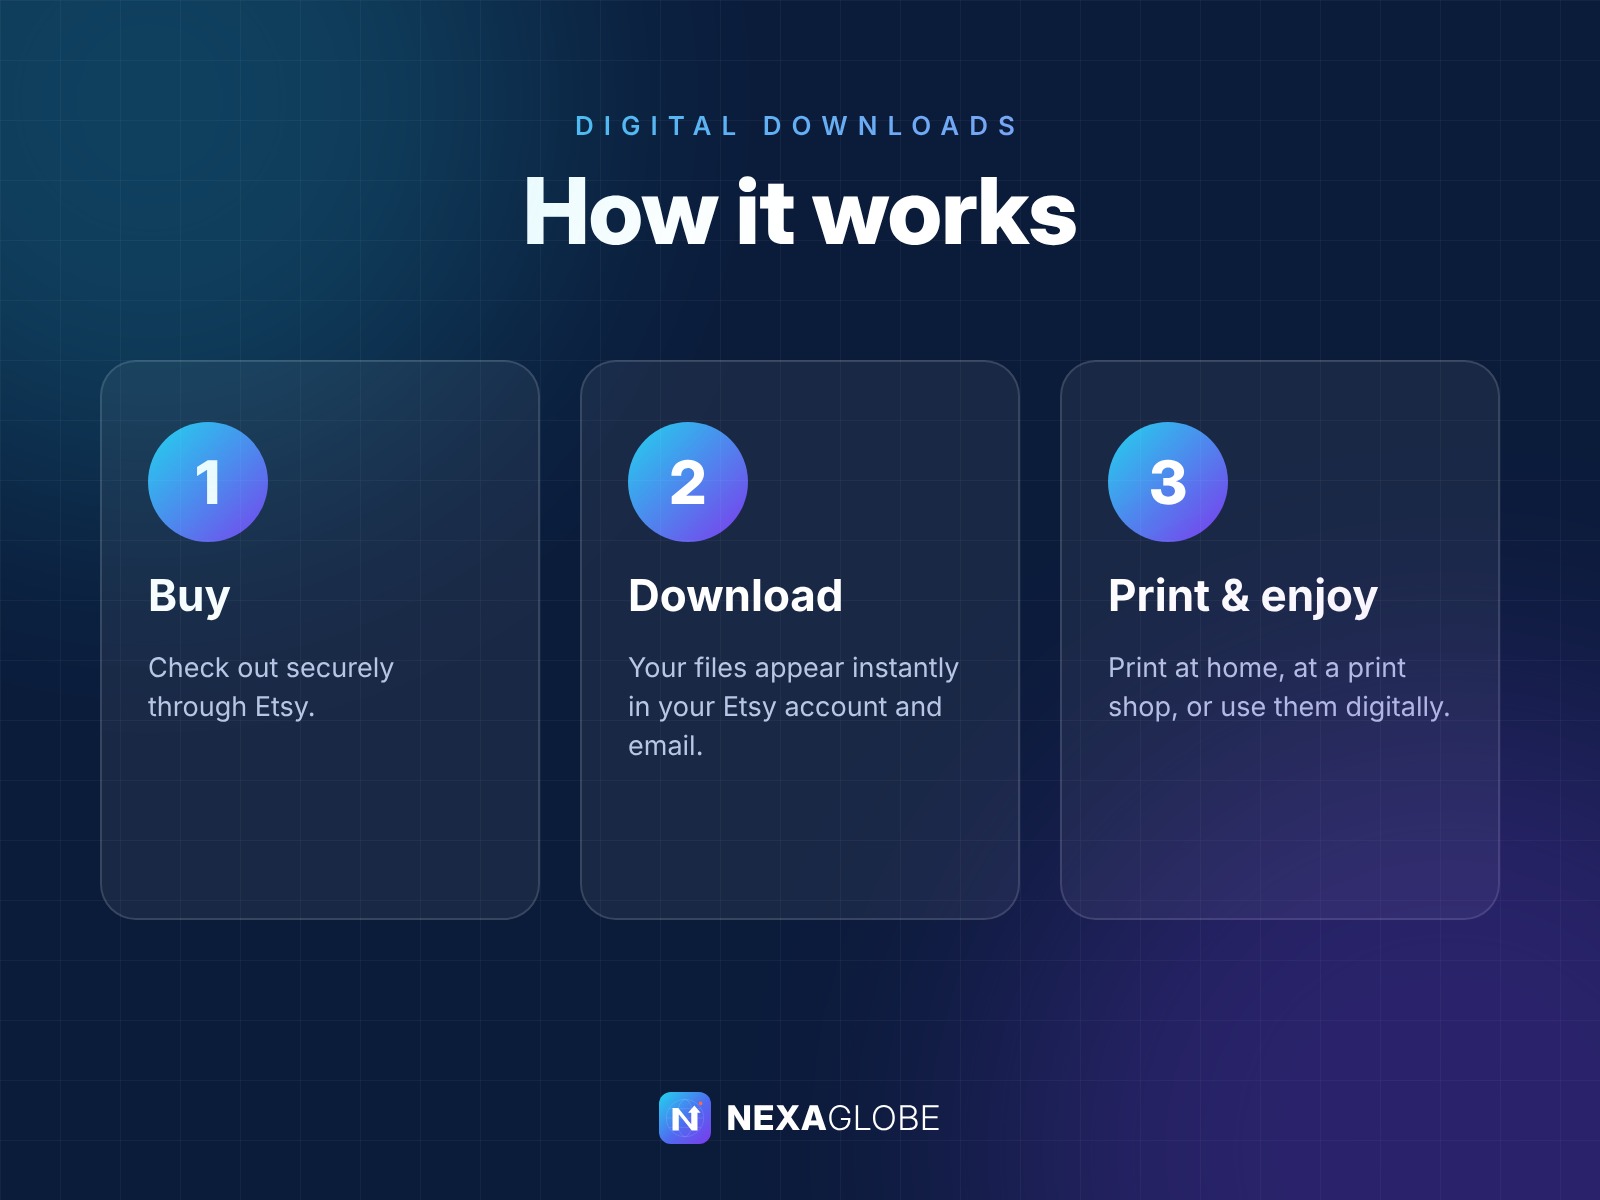 DIGITAL DOWNLOADS
How it works
1
Buy
Check out securely
through Etsy.
2
Download
Your files appear instantly
in your Etsy account and
email.
3
Print & enjoy
Print at home, at a print
shop, or use them digitally.
N NEXAGLOBE